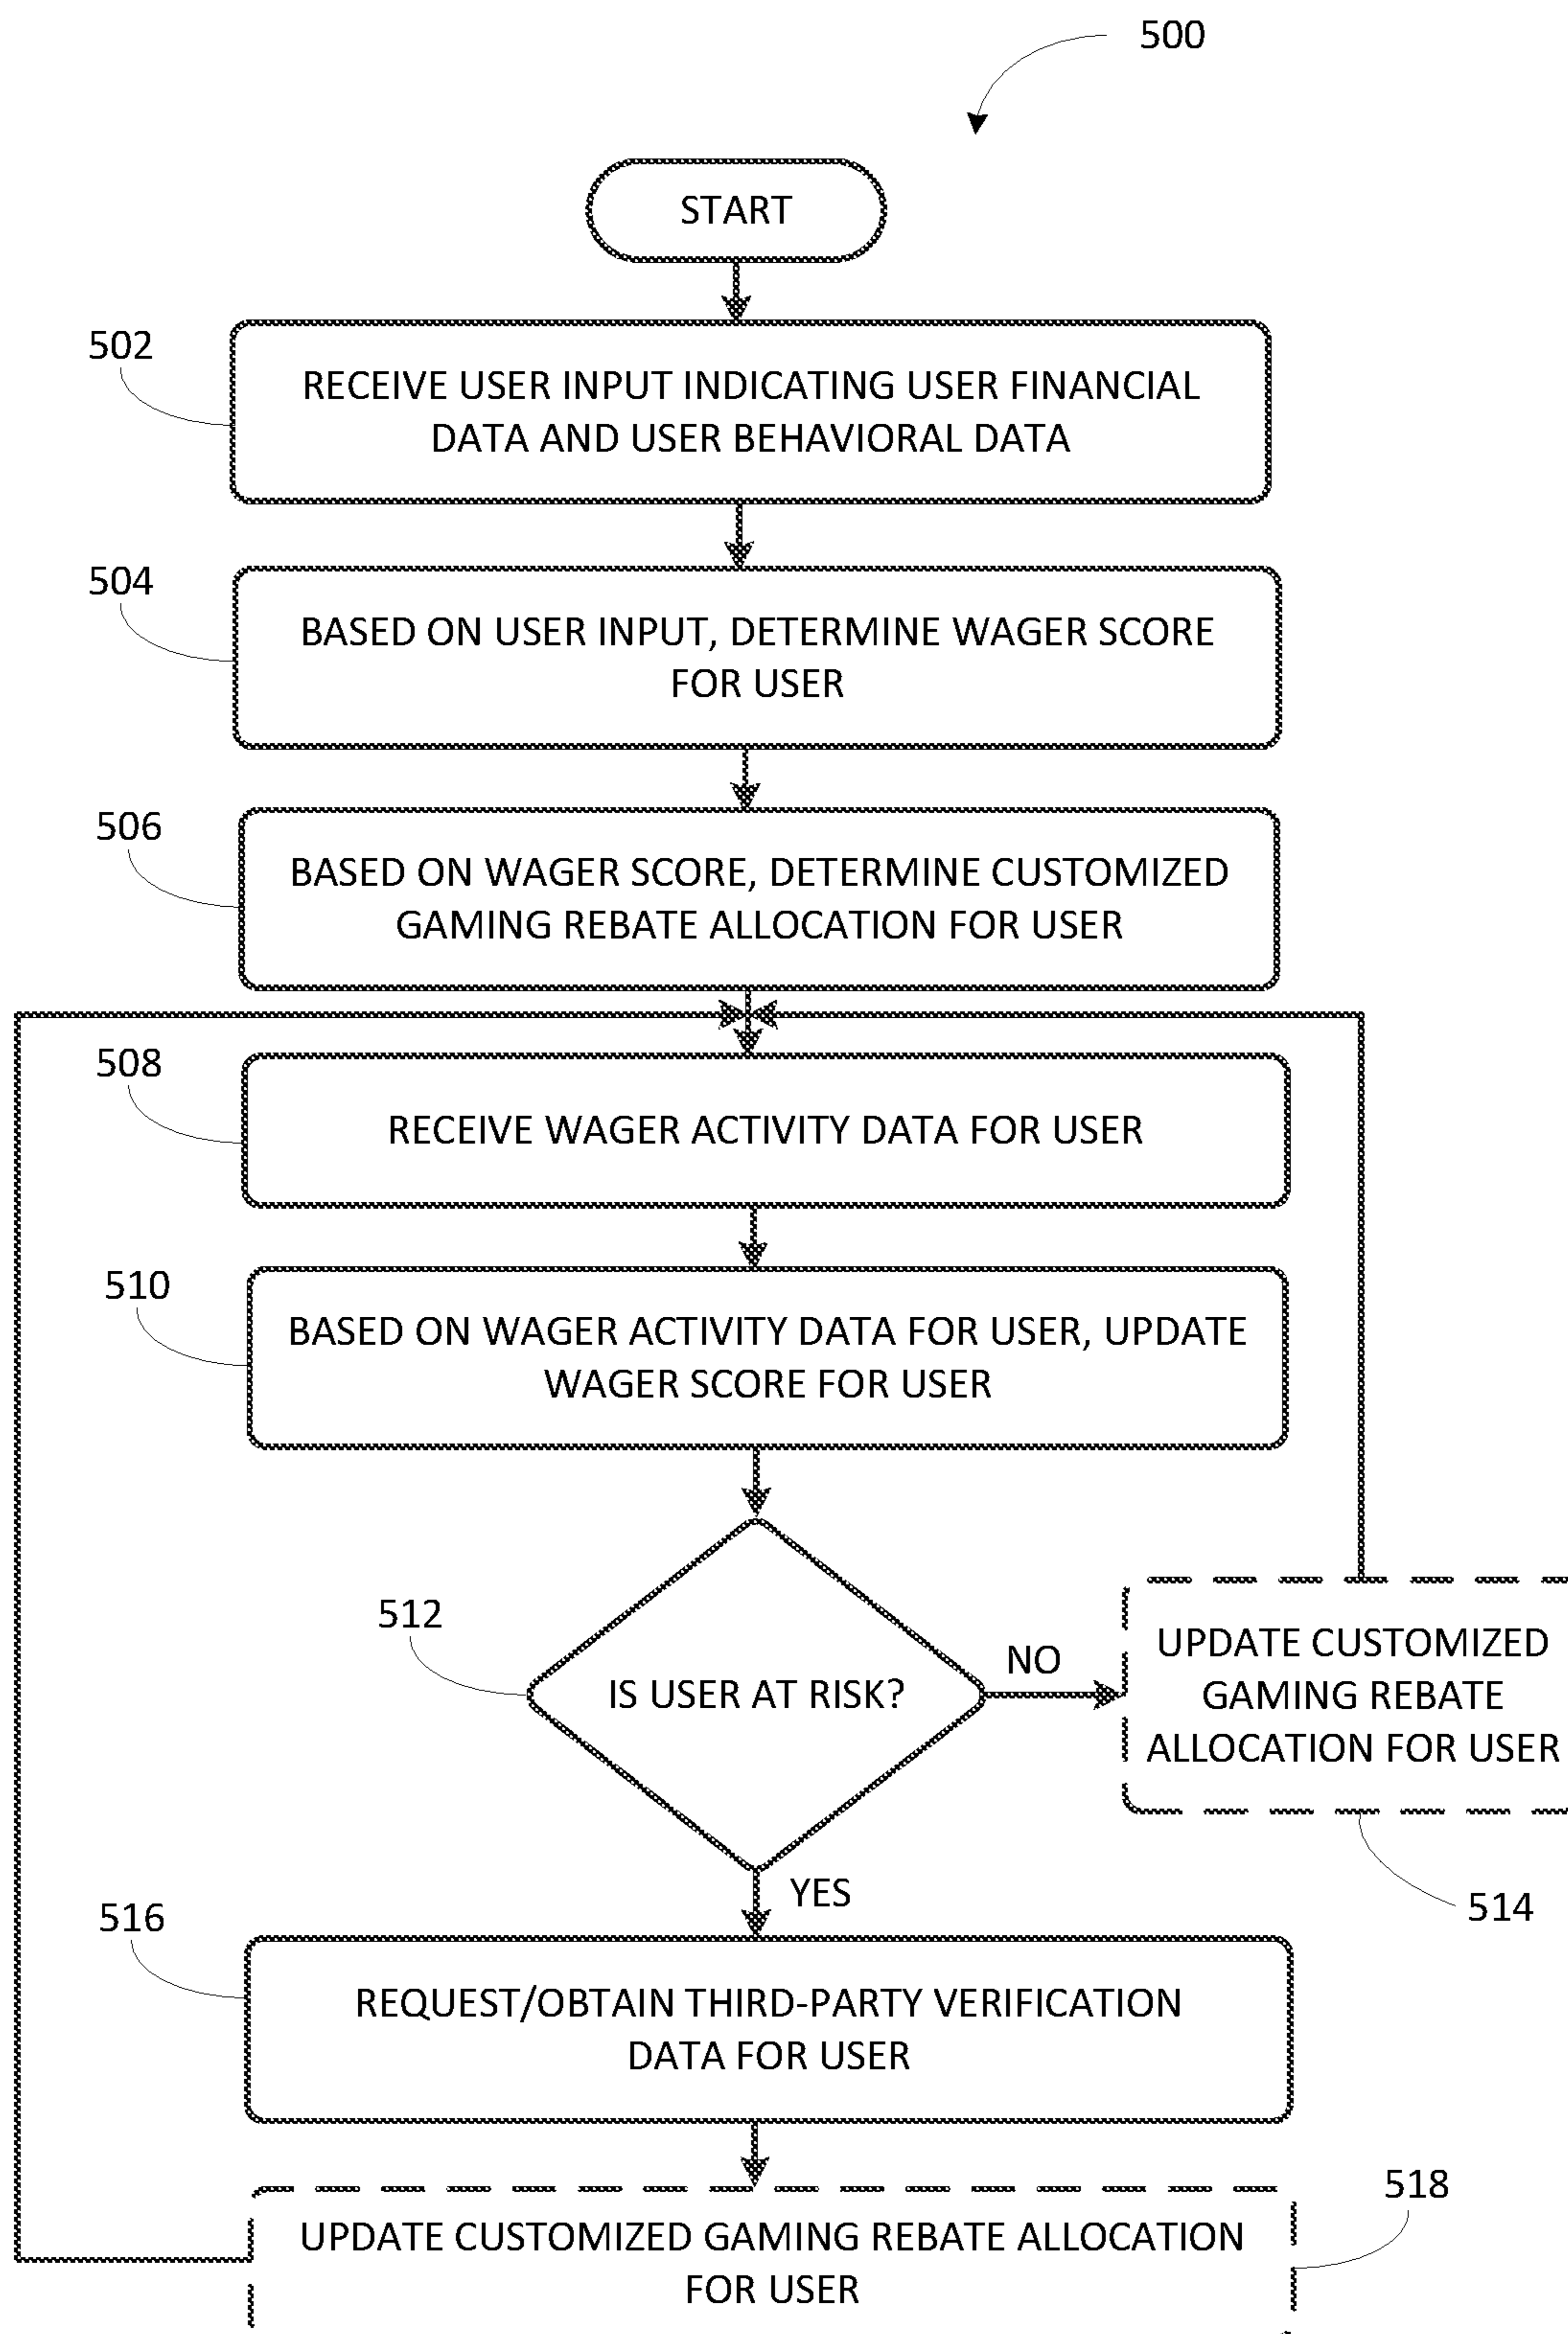 500
START
502
RECEIVE USER INPUT INDICATING USER FINANCIAL
DATA AND USER BEHAVIORAL DATA
504
BASED ON USER INPUT, DETERMINE WAGER SCORE
FOR USER
506
BASED ON WAGER SCORE, DETERMINE CUSTOMIZED
GAMING REBATE ALLOCATION FOR USER
508
RECEIVE WAGER ACTIVITY DATA FOR USER
510
BASED ON WAGER ACTIVITY DATA FOR USER, UPDATE
WAGER SCORE FOR USER
512
IS USER AT RISK?
NO
UPDATE CUSTOMIZED
GAMING REBATE
ALLOCATION FOR USER
514
YES
516
REQUEST/OBTAIN THIRD-PARTY VERIFICATION
DATA FOR USER
518
UPDATE CUSTOMIZED GAMING REBATE ALLOCATION
FOR USER